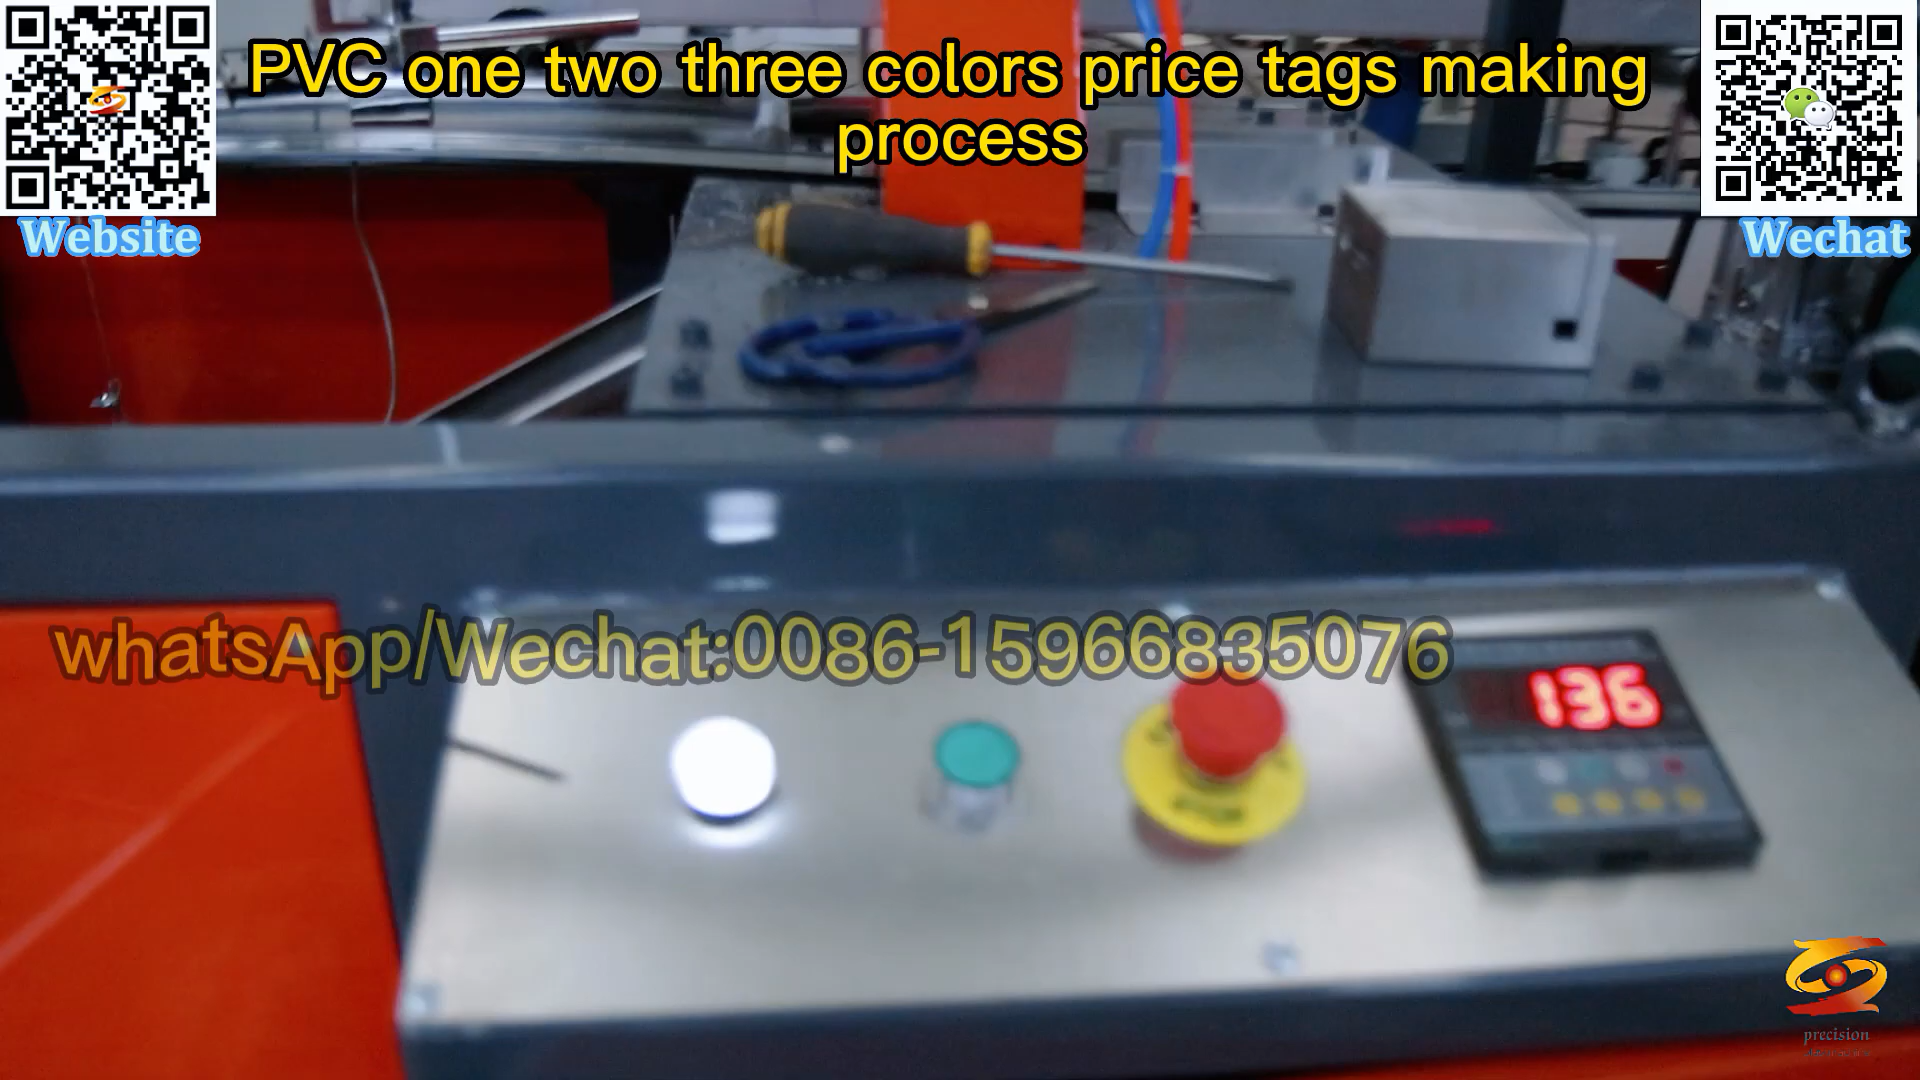 PVC one two three colors price tags making
process
Website
Wechat
whatsApp/Wechat:0086-15966835076
136
precision